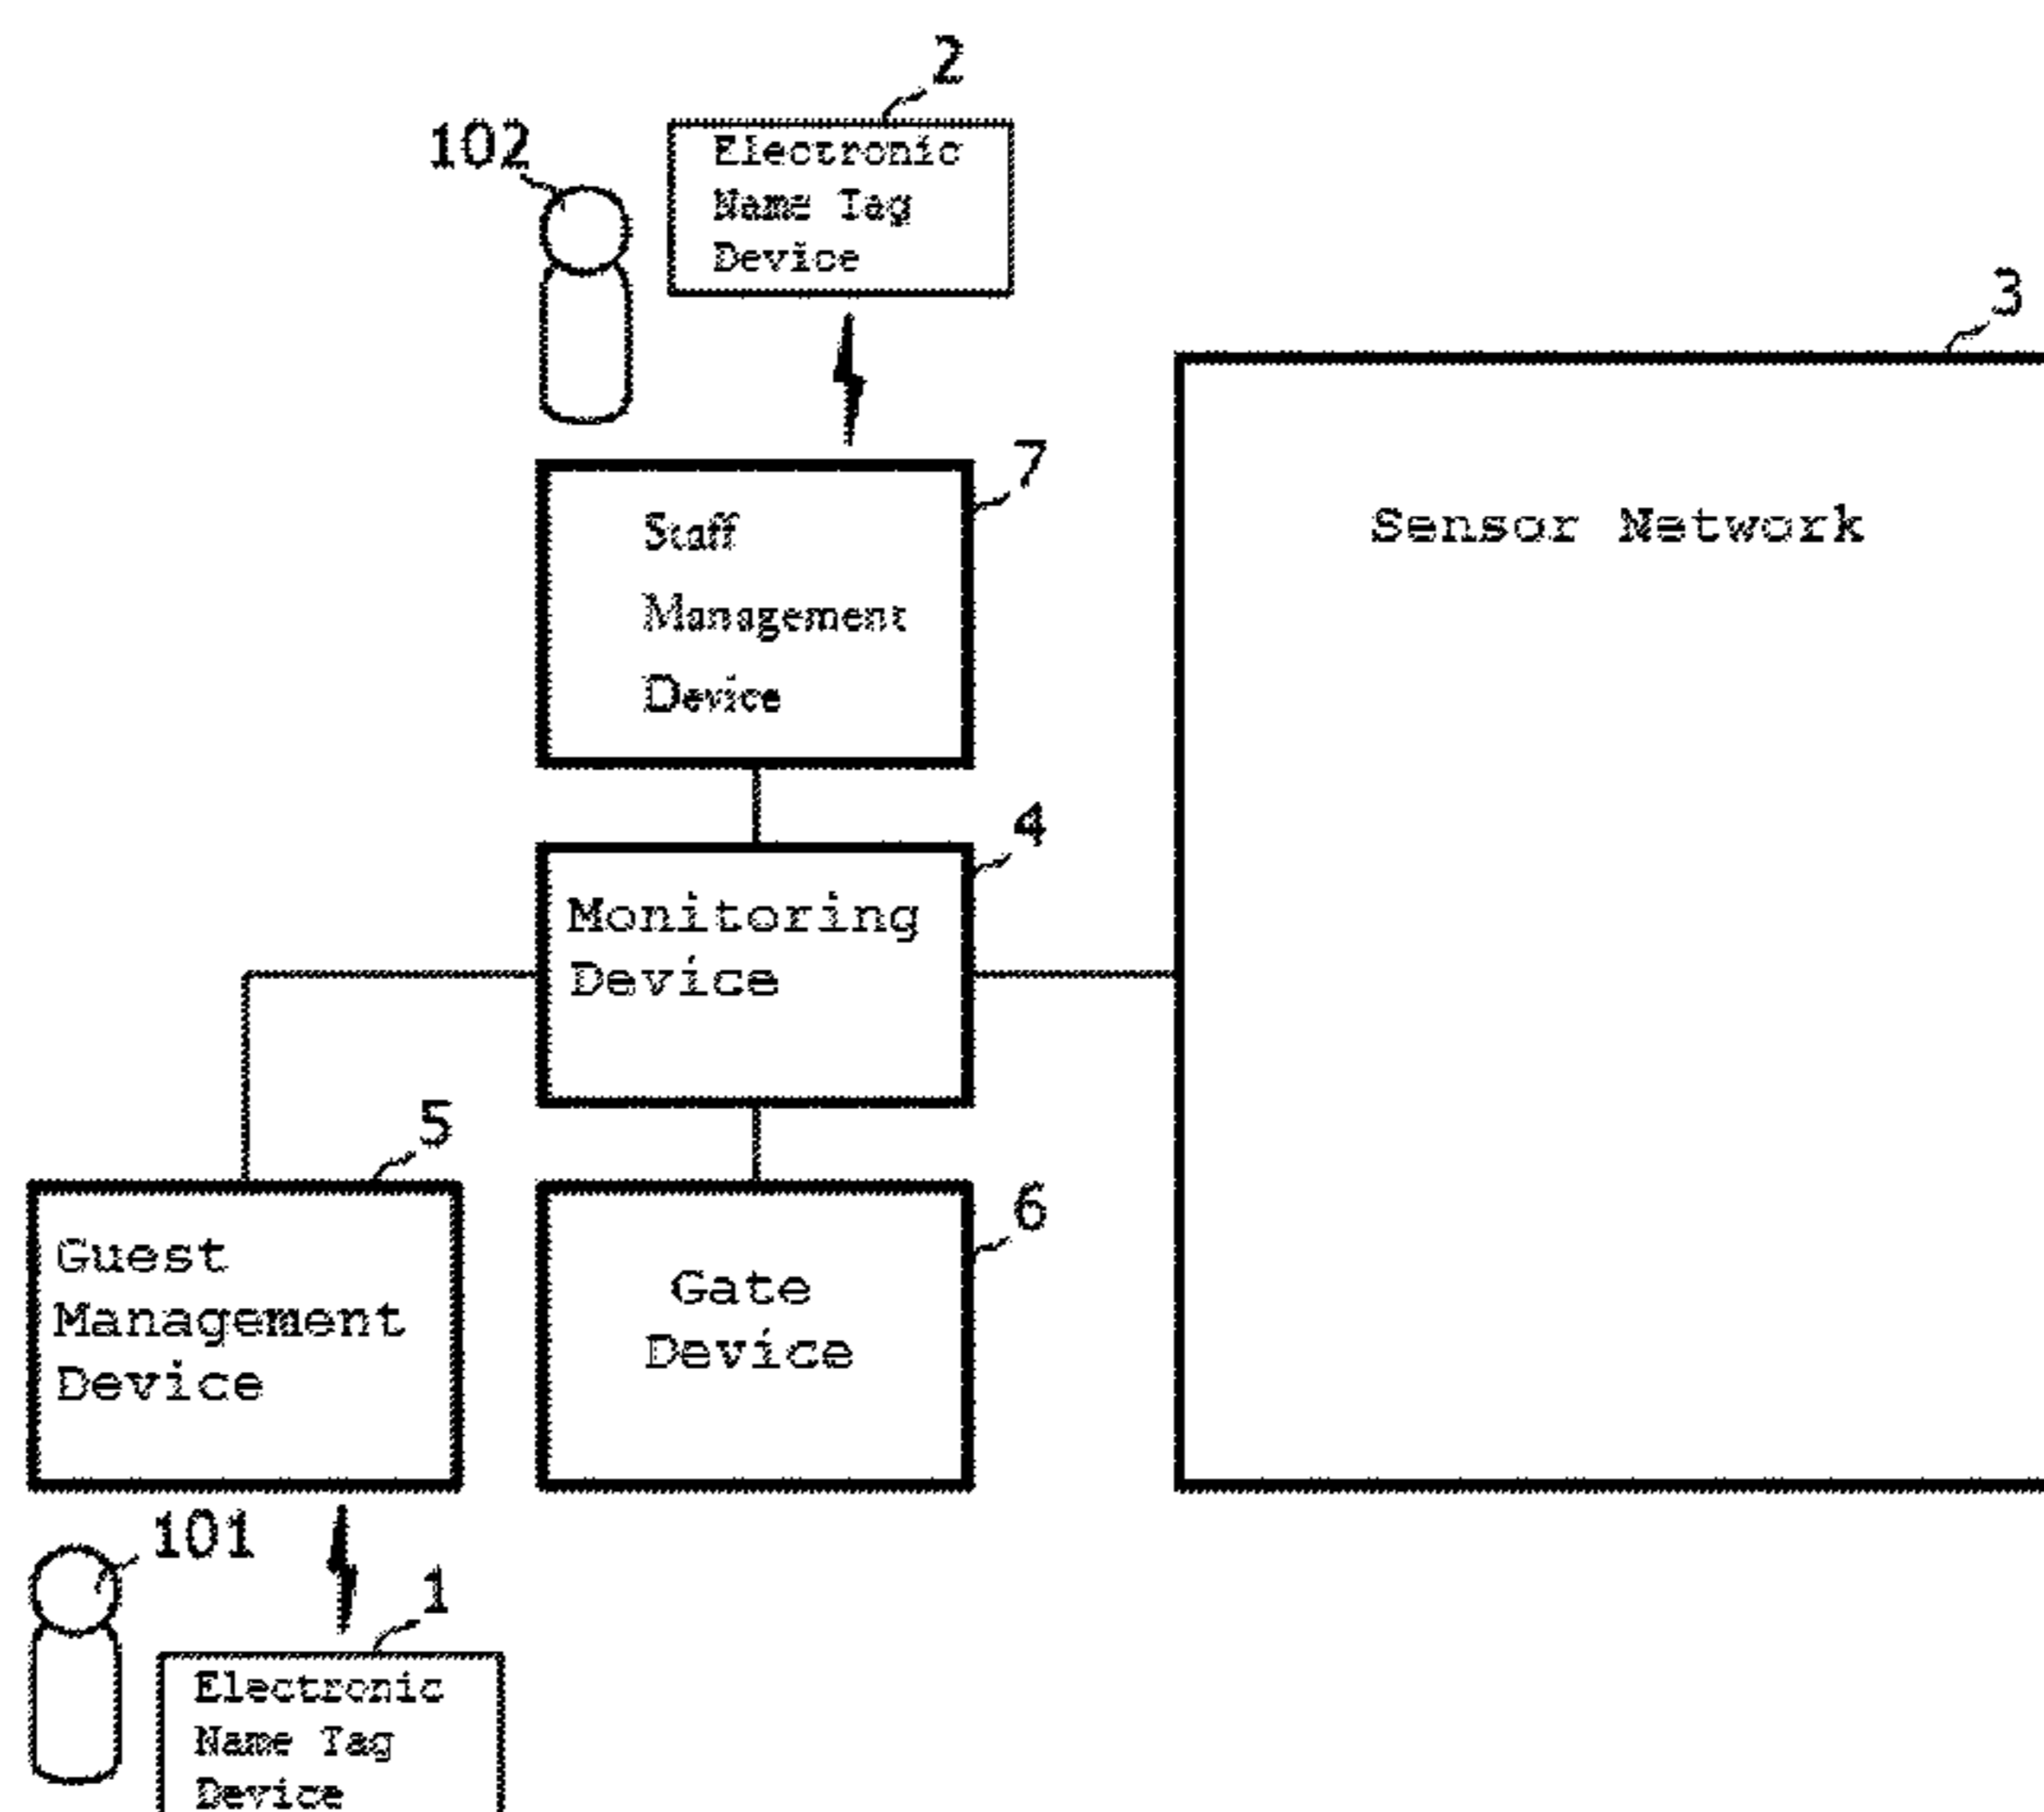 2
102
Electronic
Name Tag
Device
3
7
Staff
Management
Device
Sensor Network
4
Monitoring
Device
5
Guest
Management
Device
6
Gate
Device
101
1
Electronic
Name Tag
Device